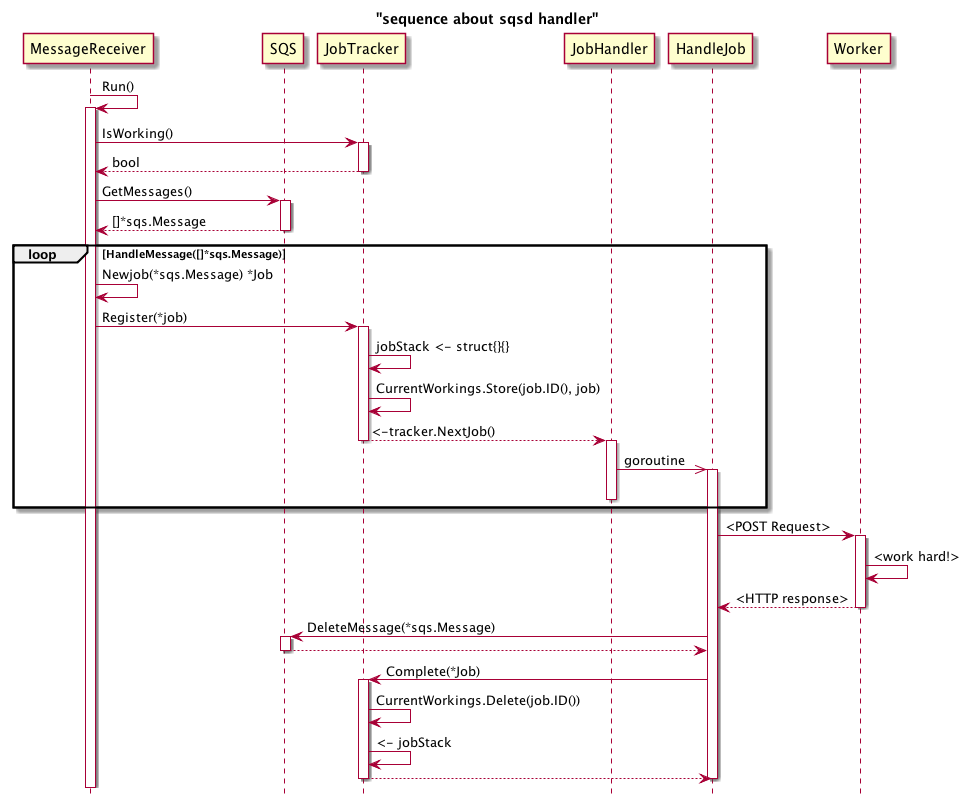 "sequence about sqsd handler"
MessageReceiver
SQS
JobTracker
JobHandler
HandleJob
Worker
Run()
IsWorking()
bool
GetMessages()
[]*sqs.Message
loop
[HandleMessage([]*sqs.Message)]
Newjob(*sqs.Message) *Job
Register(*job)
jobStack <- struct{}{}
CurrentWorkings.Store(job.ID(), job)
<-tracker.NextJob()
goroutine
<POST Request>
<work hard!>
<HTTP response>
DeleteMessage(*sqs.Message)
Complete(*Job)
CurrentWorkings.Delete(job.ID())
<- jobStack